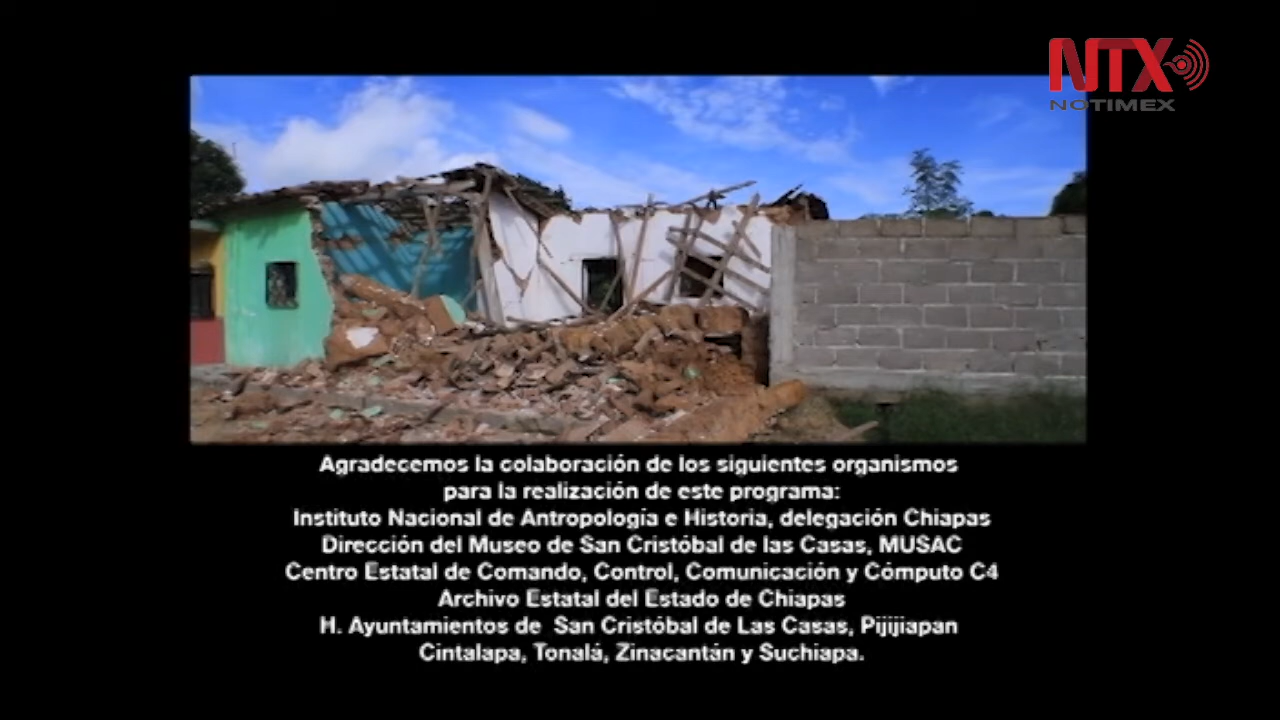 NTX
NOTIMEX
Agradecemos la colaboración de los siguientes organismos
para la realización de este programa:
Instituto Nacional de Antropología e Historia, delegación Chiapas
Dirección del Museo de San Cristóbal de las Casas, MUSAC
Centro Estatal de Comando, Control, Comunicación y Cómputo C4
Archivo Estatal del Estado de Chiapas
H. Ayuntamientos de San Cristóbal de Las Casas, Pijijiapan
Cintalapa, Tonalá, Zinacantán y Suchiapa.